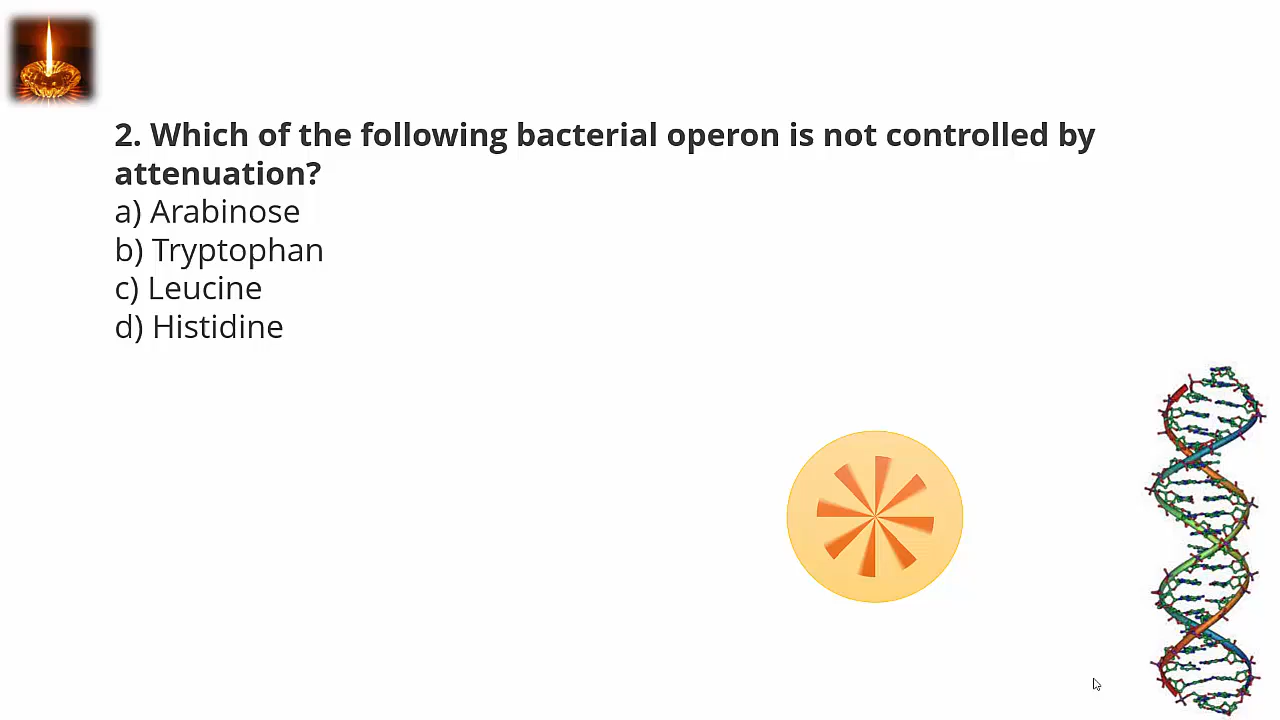 2. Which of the following bacterial operon is not controlled by
attenuation?
a) Arabinose
b) Tryptophan
c) Leucine
d) Histidine